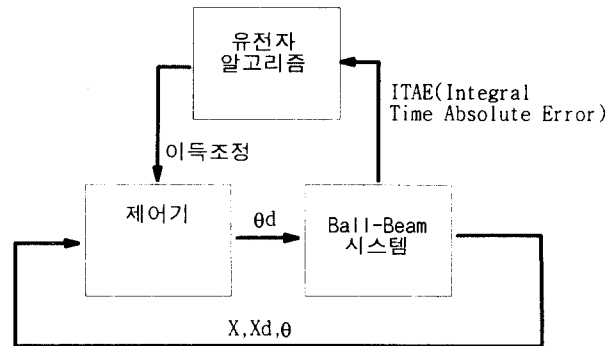 유전자
알고리즘
ITAE(Integral
Time Absolute Error)
이득조정
제어기
θd
Ball-Beam
시스템
X,Xd,θ